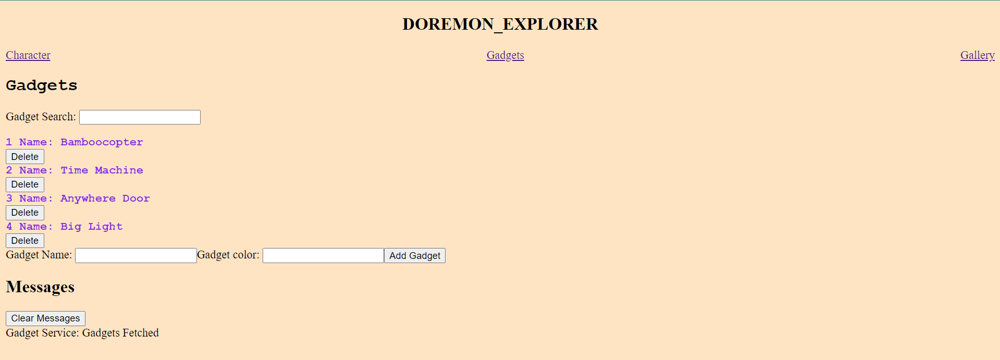 DOREMON_EXPLORER
Character Gadgets Gallery
Gadgets
Gadget Search:
1 Name: Bamboocopter
Delete
2 Name: Time Machine
Delete
3 Name: Anywhere Door
Delete
4 Name: Big Light
Delete
Gadget Name: Gadget color: Add Gadget
Messages
Clear Messages
Gadget Service: Gadgets Fetched